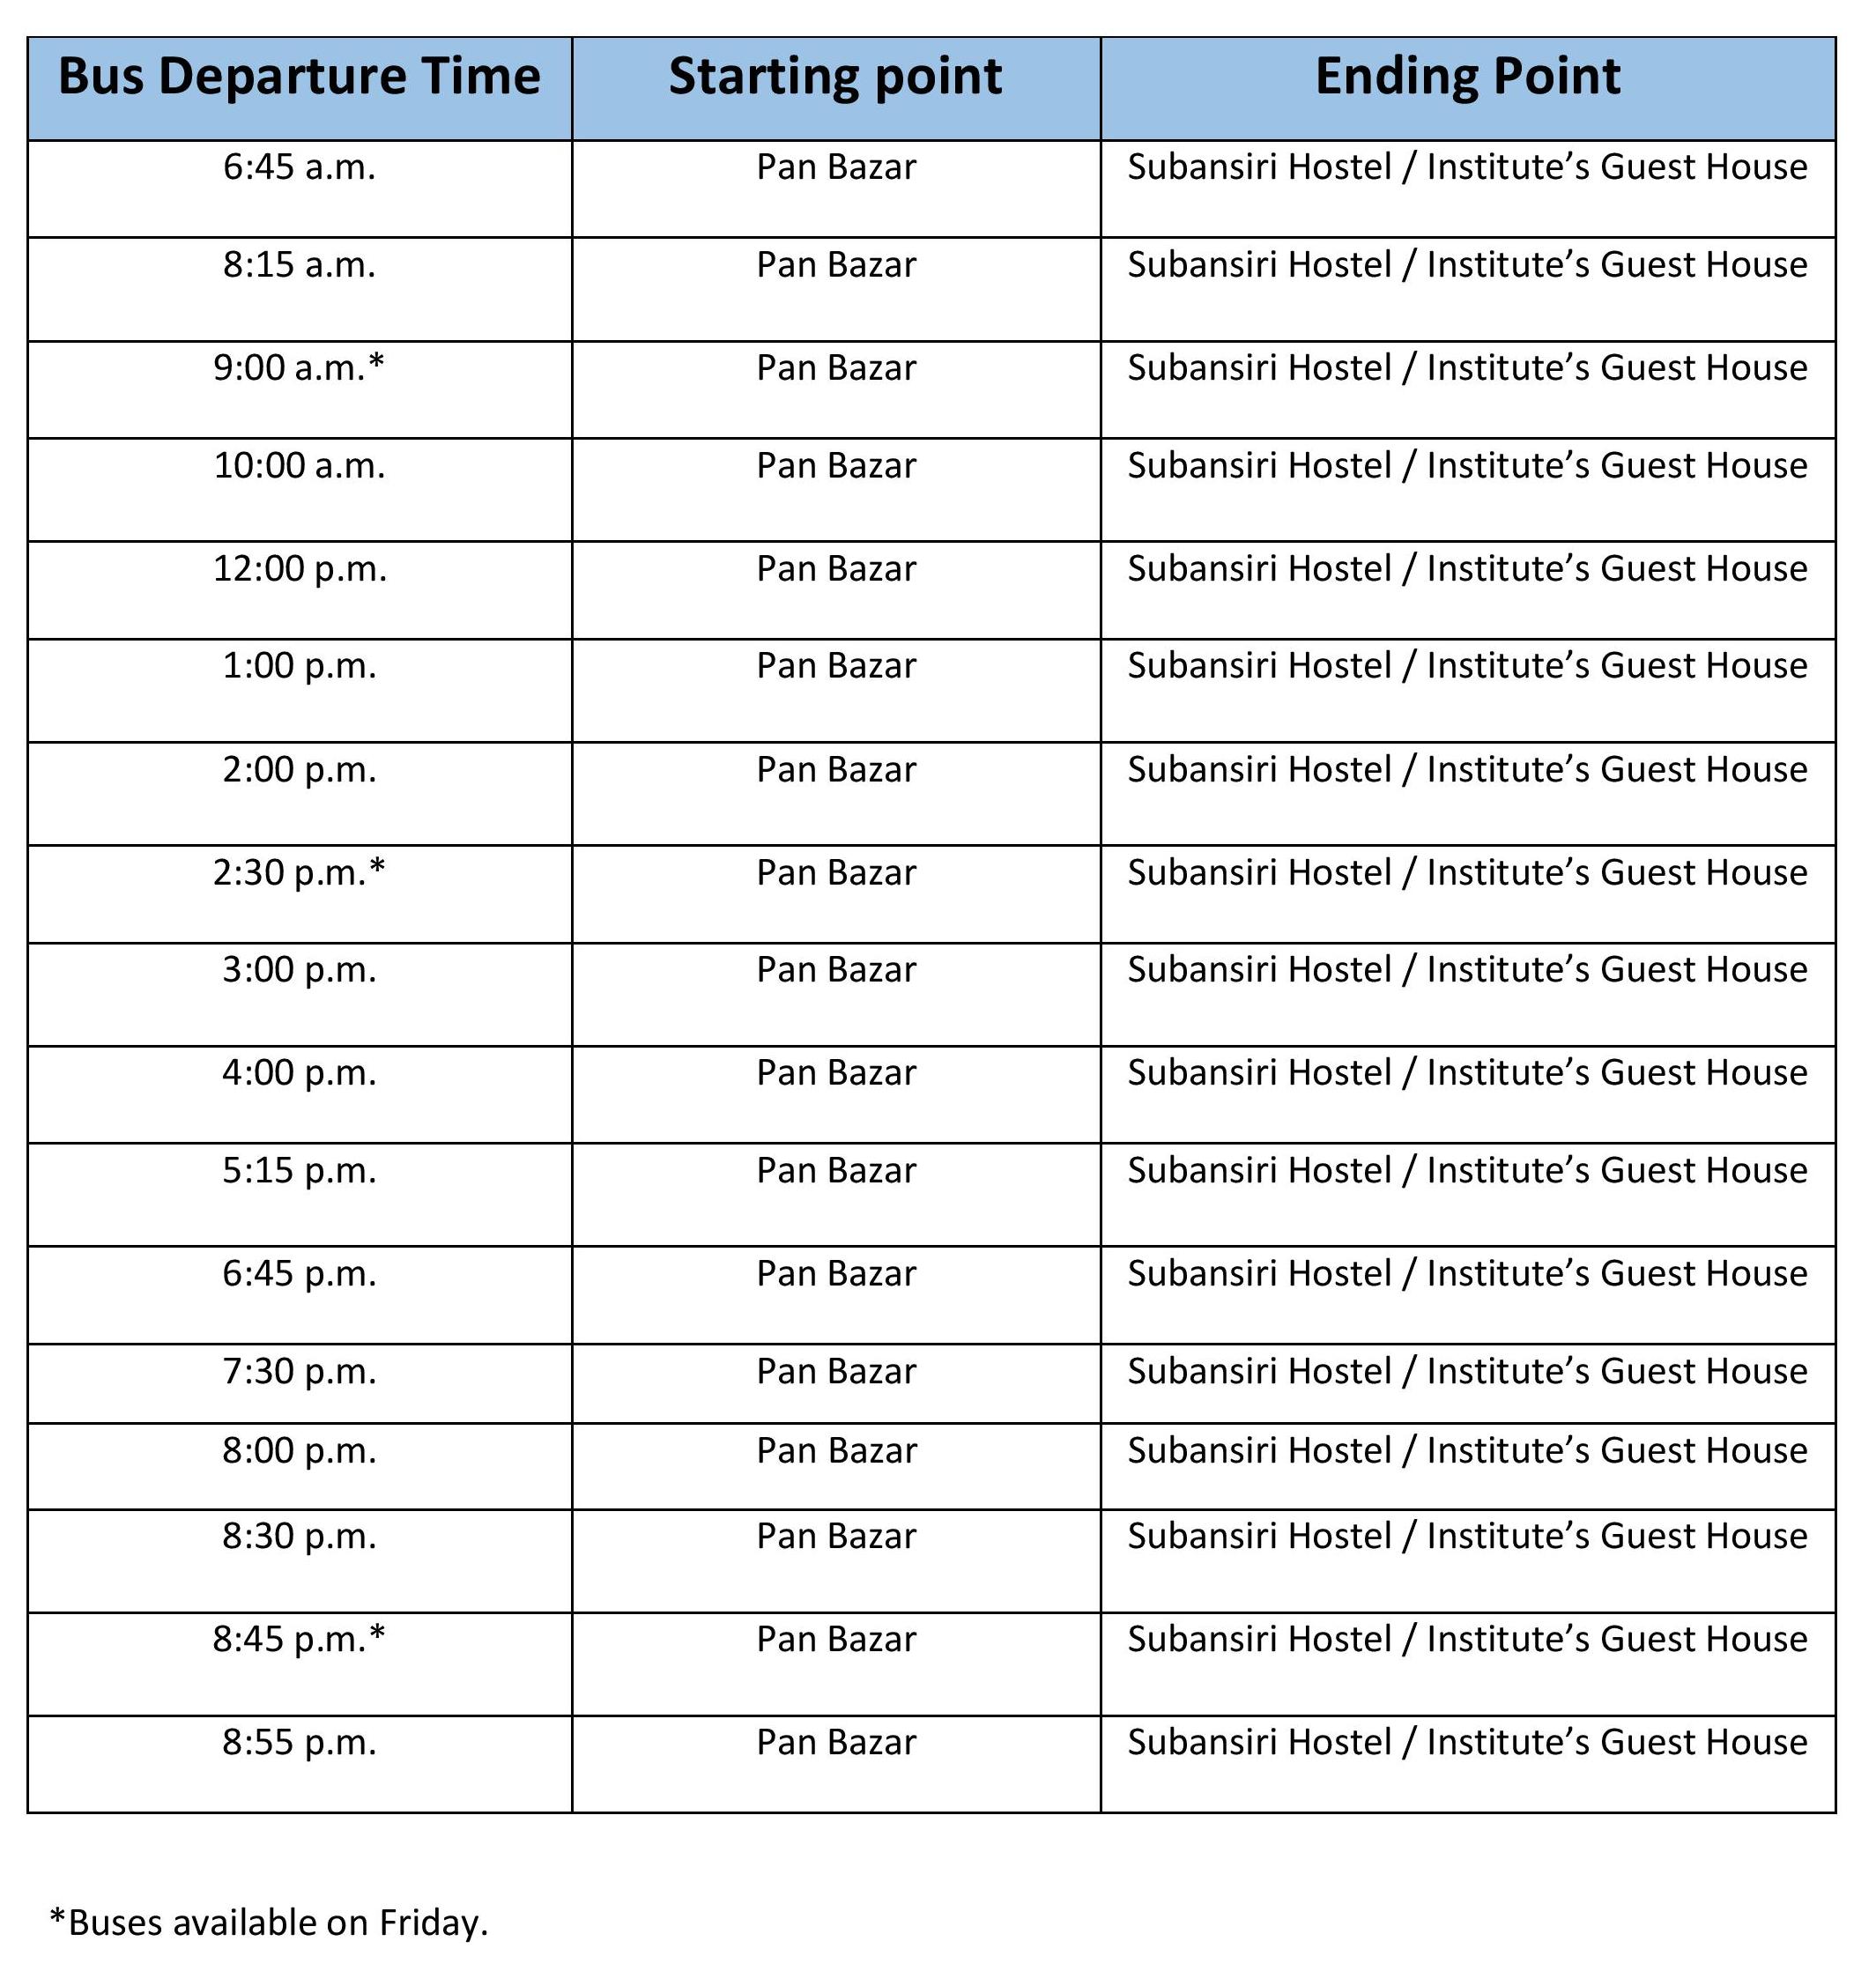 Bus Departure Time Starting point Ending Point
6:45 a.m. Pan Bazar Subansiri Hostel / Institute’s Guest House
8:15 a.m. Pan Bazar Subansiri Hostel / Institute’s Guest House
9:00 a.m.* Pan Bazar Subansiri Hostel / Institute’s Guest House
10:00 a.m. Pan Bazar Subansiri Hostel / Institute’s Guest House
12:00 p.m. Pan Bazar Subansiri Hostel / Institute’s Guest House
1:00 p.m. Pan Bazar Subansiri Hostel / Institute’s Guest House
2:00 p.m. Pan Bazar Subansiri Hostel / Institute’s Guest House
2:30 p.m.* Pan Bazar Subansiri Hostel / Institute’s Guest House
3:00 p.m. Pan Bazar Subansiri Hostel / Institute’s Guest House
4:00 p.m. Pan Bazar Subansiri Hostel / Institute’s Guest House
5:15 p.m. Pan Bazar Subansiri Hostel / Institute’s Guest House
6:45 p.m. Pan Bazar Subansiri Hostel / Institute’s Guest House
7:30 p.m. Pan Bazar Subansiri Hostel / Institute’s Guest House
8:00 p.m. Pan Bazar Subansiri Hostel / Institute’s Guest House
8:30 p.m. Pan Bazar Subansiri Hostel / Institute’s Guest House
8:45 p.m.* Pan Bazar Subansiri Hostel / Institute’s Guest House
8:55 p.m. Pan Bazar Subansiri Hostel / Institute’s Guest House
*Buses available on Friday.